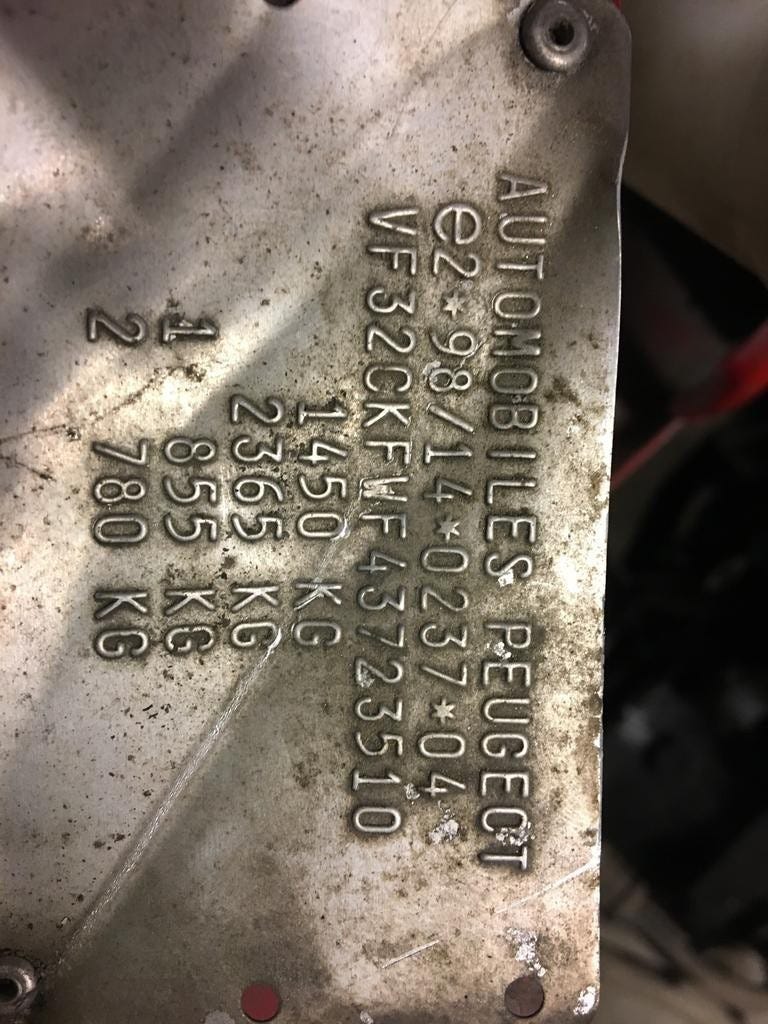 AUTOMOBILES PEUGEOT
e2*98/14*0237*04
VF32CKFWF43723510
1450 KG
2365 KG
1 855 KG
2 780 KG